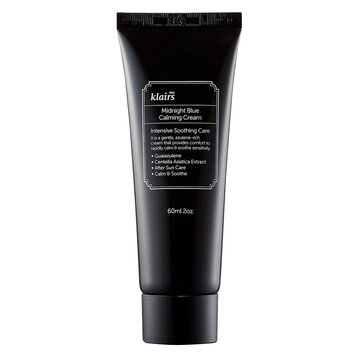 dear,
klairs
Midnight Blue
Calming Cream
Intensive Soothing Care
It is a gentle, azulene-rich
cream that provides comfort to
rapidly calm & soothe sensitivity.
• Guaiazulene
• Centella Asiatica Extract
• After Sun Care
• Calm & Soothe
60ml 2oz.